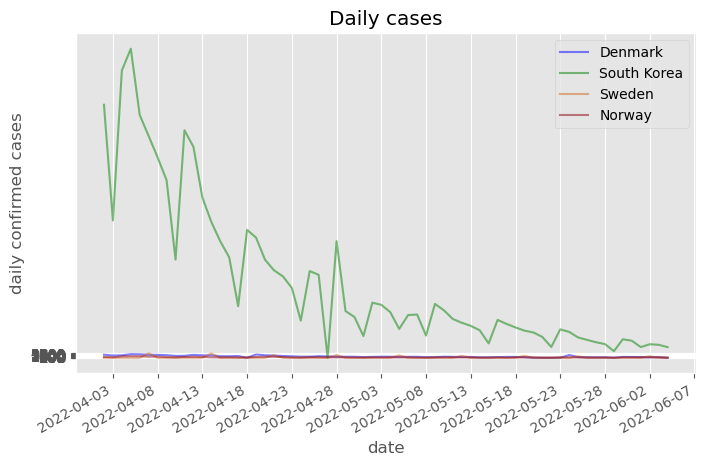 Daily cases
Denmark
South Korea
Sweden
Norway
daily confirmed cases
2022-04-03
2022-04-08
2022-04-13
2022-04-18
2022-04-23
2022-04-28
2022-05-03
2022-05-08
2022-05-13
2022-05-18
2022-05-23
2022-05-28
2022-06-02
2022-06-07
date